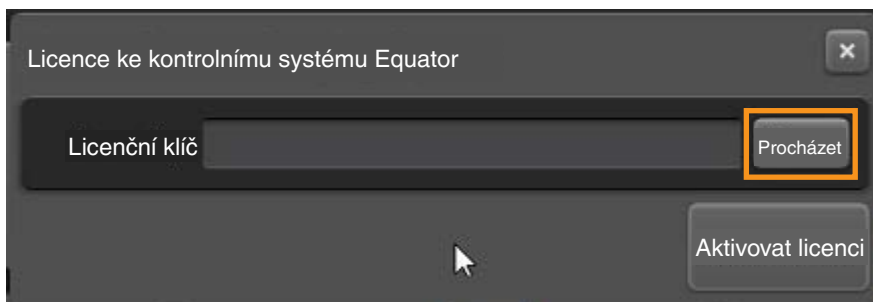 Licence ke kontrolnímu systému Equator
Licenční klíč
Procházet
Aktivovat licenci